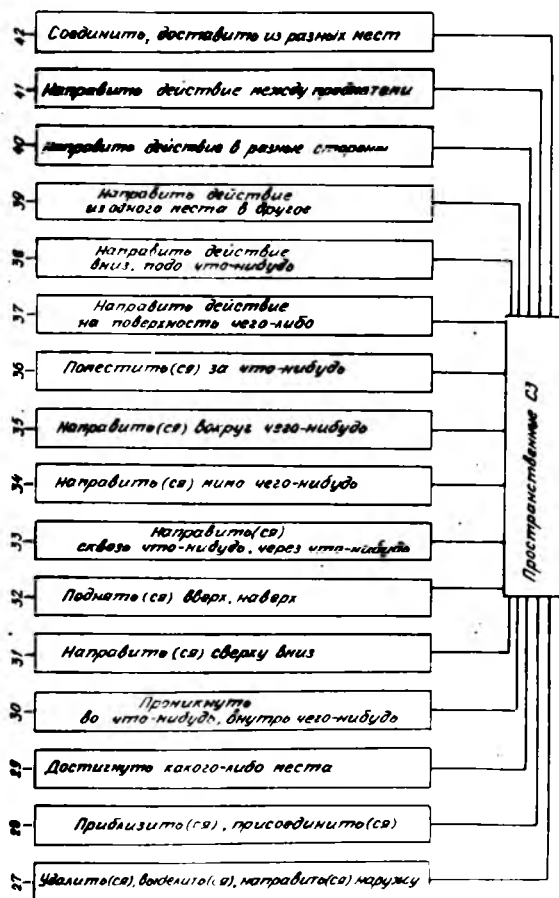 42 Соединить, доставить из разных мест
41 Направить действие между предметами
40 Направить действие в разные стороны
39 Направить действие
из одного места в другое
38 Направить действие
вниз, подо что-нибудь
37 Направить действие
на поверхность чего-либо
36 Поместить(ся) за что-нибудь
35 Направить(ся) вокруг чего-нибудь
34 Направить(ся) мимо чего-нибудь
33 Направить(ся)
сквозь что-нибудь, через что-нибудь
32 Поднять(ся) вверх, наверх
31 Направить(ся) сверху вниз
30 Проникнуть
во что-нибудь, внутрь чего-нибудь
29 Достигнуть какого-либо места
28 Приблизить(ся), присоединить(ся)
27 Удалить(ся), выделить(ся), направить(ся) наружу
Пространственные СЗ